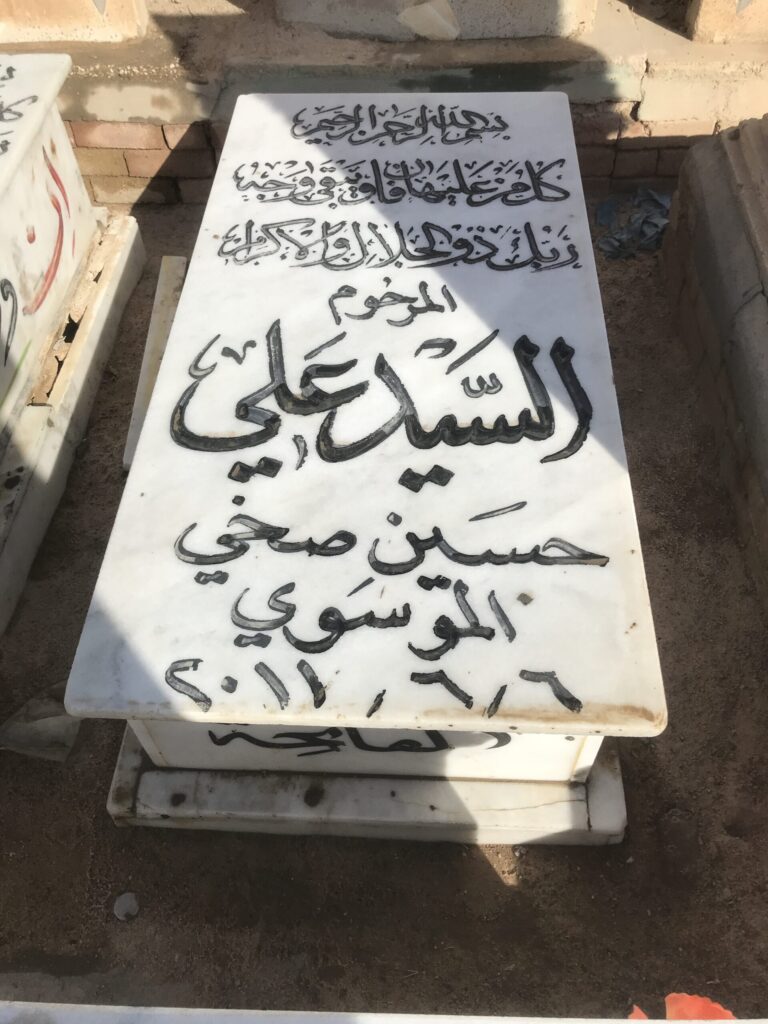 بسم الله الرحمن الرحيم
كل من عليها فان ويبقى وجه
ربك ذو الجلال والاكرام
المرحوم
السيد علي
حسين صخي
الموسوي
٢٠١١/٦/٦
الفاتحة